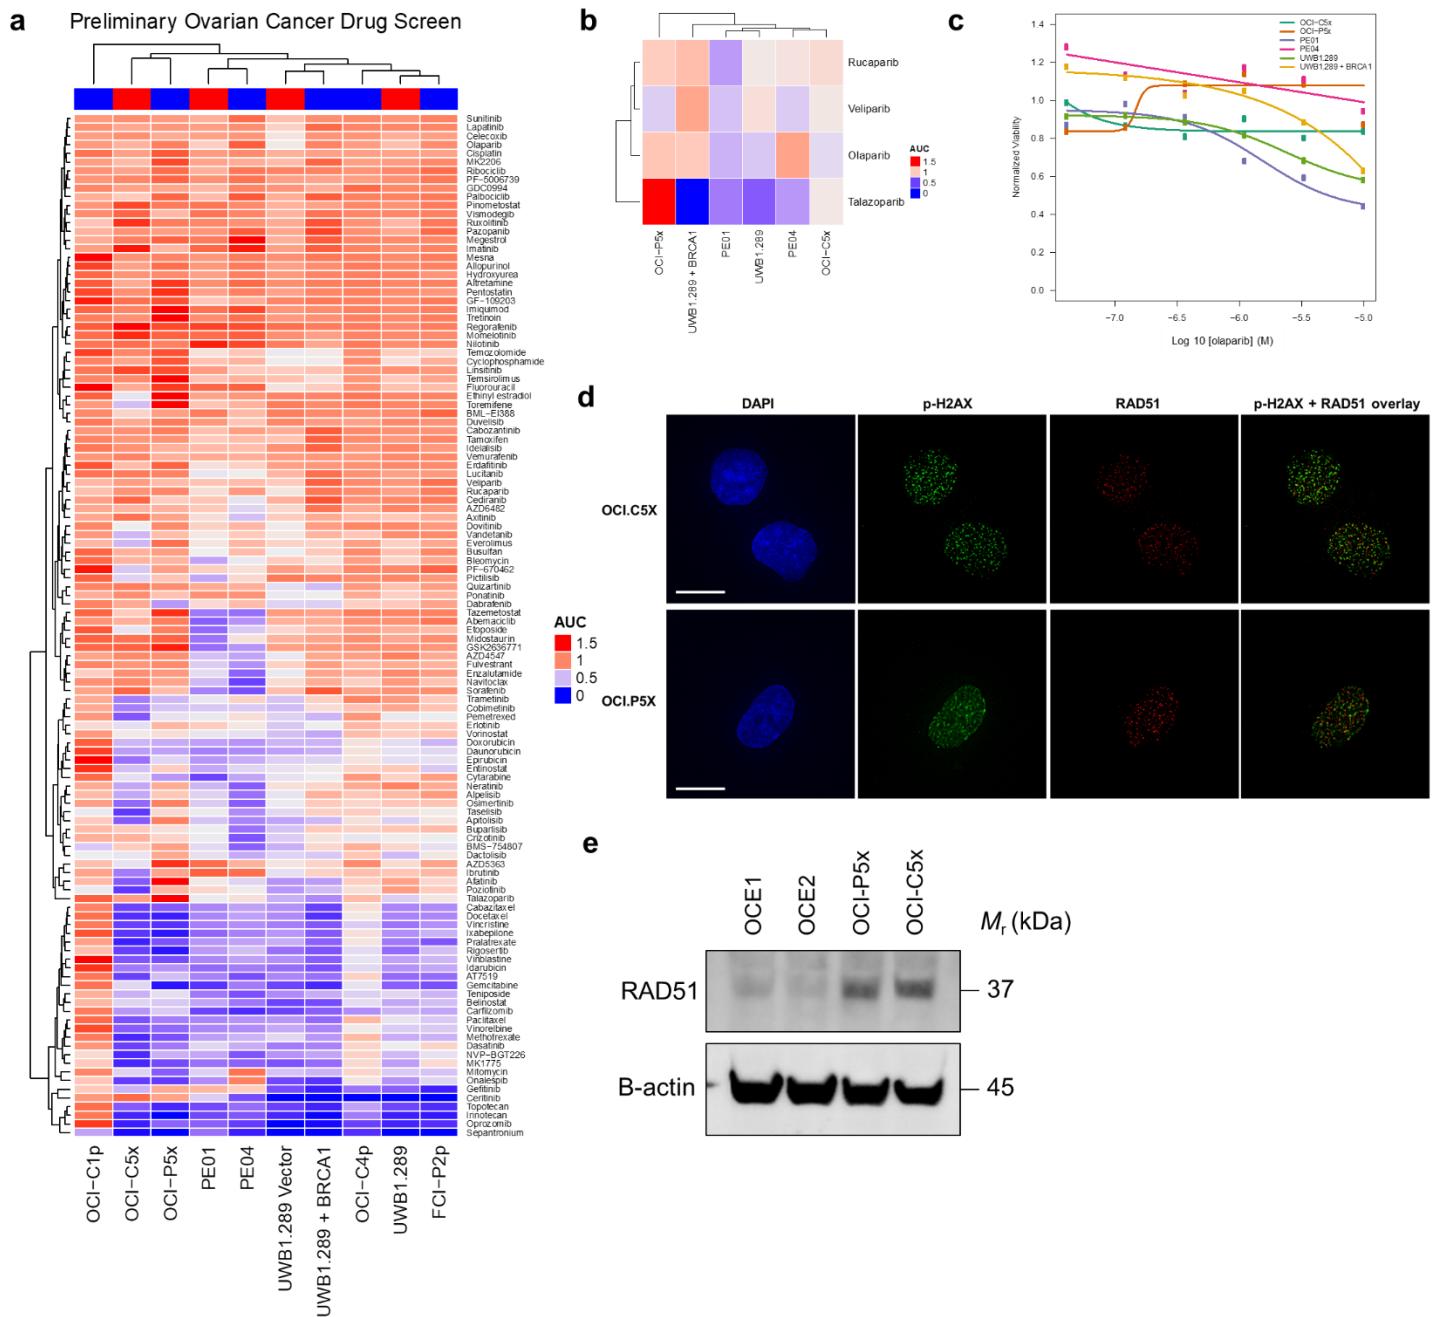 a
Preliminary Ovarian Cancer Drug Screen
Sunitinib
Lapatinib
Celecoxib
Olaparib
Cisplatin
MK2206
Ribociclib
PF−5006739
GDC0994
Palbociclib
Pinometostat
Vismodegib
Ruxolitinib
Pazopanib
Megestrol
Imatinib
Mesna
Allopurinol
Hydroxyurea
Altretamine
Pentostatin
GF−109203
Imiquimod
Tretinoin
Regorafenib
Momelotinib
Nilotinib
Temozolomide
Cyclophosphamide
Linsitinib
Temsirolimus
Fluorouracil
Ethinyl estradiol
Toremifene
BML−EI388
Duvelisib
Cabozantinib
Tamoxifen
Idelalisib
Vemurafenib
Erdafitinib
Lucitanib
Veliparib
Rucaparib
Cediranib
AZD6482
Axitinib
Dovitinib
Vandetanib
Everolimus
Busulfan
Bleomycin
PF−670462
Pictilisib
Quizartinib
Ponatinib
Dabrafenib
Tazemetostat
Abemaciclib
Etoposide
Midostaurin
GSK2636771
AZD4547
Fulvestrant
Enzalutamide
Navitoclax
Sorafenib
Trametinib
Cobimetinib
Pemetrexed
Erlotinib
Vorinostat
Doxorubicin
Daunorubicin
Epirubicin
Entinostat
Cytarabine
Neratinib
Alpelisib
Osimertinib
Taselisib
Apitolisib
Buparlisib
Crizotinib
BMS−754807
Dactolisib
AZD5363
Ibrutinib
Afatinib
Poziotinib
Talazoparib
Cabazitaxel
Docetaxel
Vincristine
Ixabepilone
Pralatrexate
Rigosertib
Vinblastine
Idarubicin
AT7519
Gemcitabine
Teniposide
Belinostat
Carfilzomib
Paclitaxel
Vinorelbine
Methotrexate
Dasatinib
NVP−BGT226
MK1775
Mitomycin
Onalespib
Gefitinib
Ceritinib
Topotecan
Irinotecan
Oprozomib
Sepantronium
OCI−C1p
OCI−C5x
OCI−P5x
PE01
PE04
UWB1.289 Vector
UWB1.289 + BRCA1
OCI−C4p
UWB1.289
FCI−P2p
AUC
1.5
1
0.5
0
b
Rucaparib
Veliparib
Olaparib
Talazoparib
OCI−P5x
UWB1.289 + BRCA1
PE01
UWB1.289
PE04
OCI−C5x
AUC
1.5
1
0.5
0
c
OCI−C5x
OCI−P5x
PE01
PE04
UWB1.289
UWB1.289 + BRCA1
Normalized Viability
1.4
1.2
1.0
0.8
0.6
0.4
0.2
0.0
−7.0
−6.5
−6.0
−5.5
−5.0
Log 10 [olaparib] (M)
d
DAPI
p-H2AX
RAD51
p-H2AX + RAD51 overlay
OCI.C5X
OCI.P5X
e
OCE1
OCE2
OCI-P5x
OCI-C5x
Mr (kDa)
RAD51
37
B-actin
45